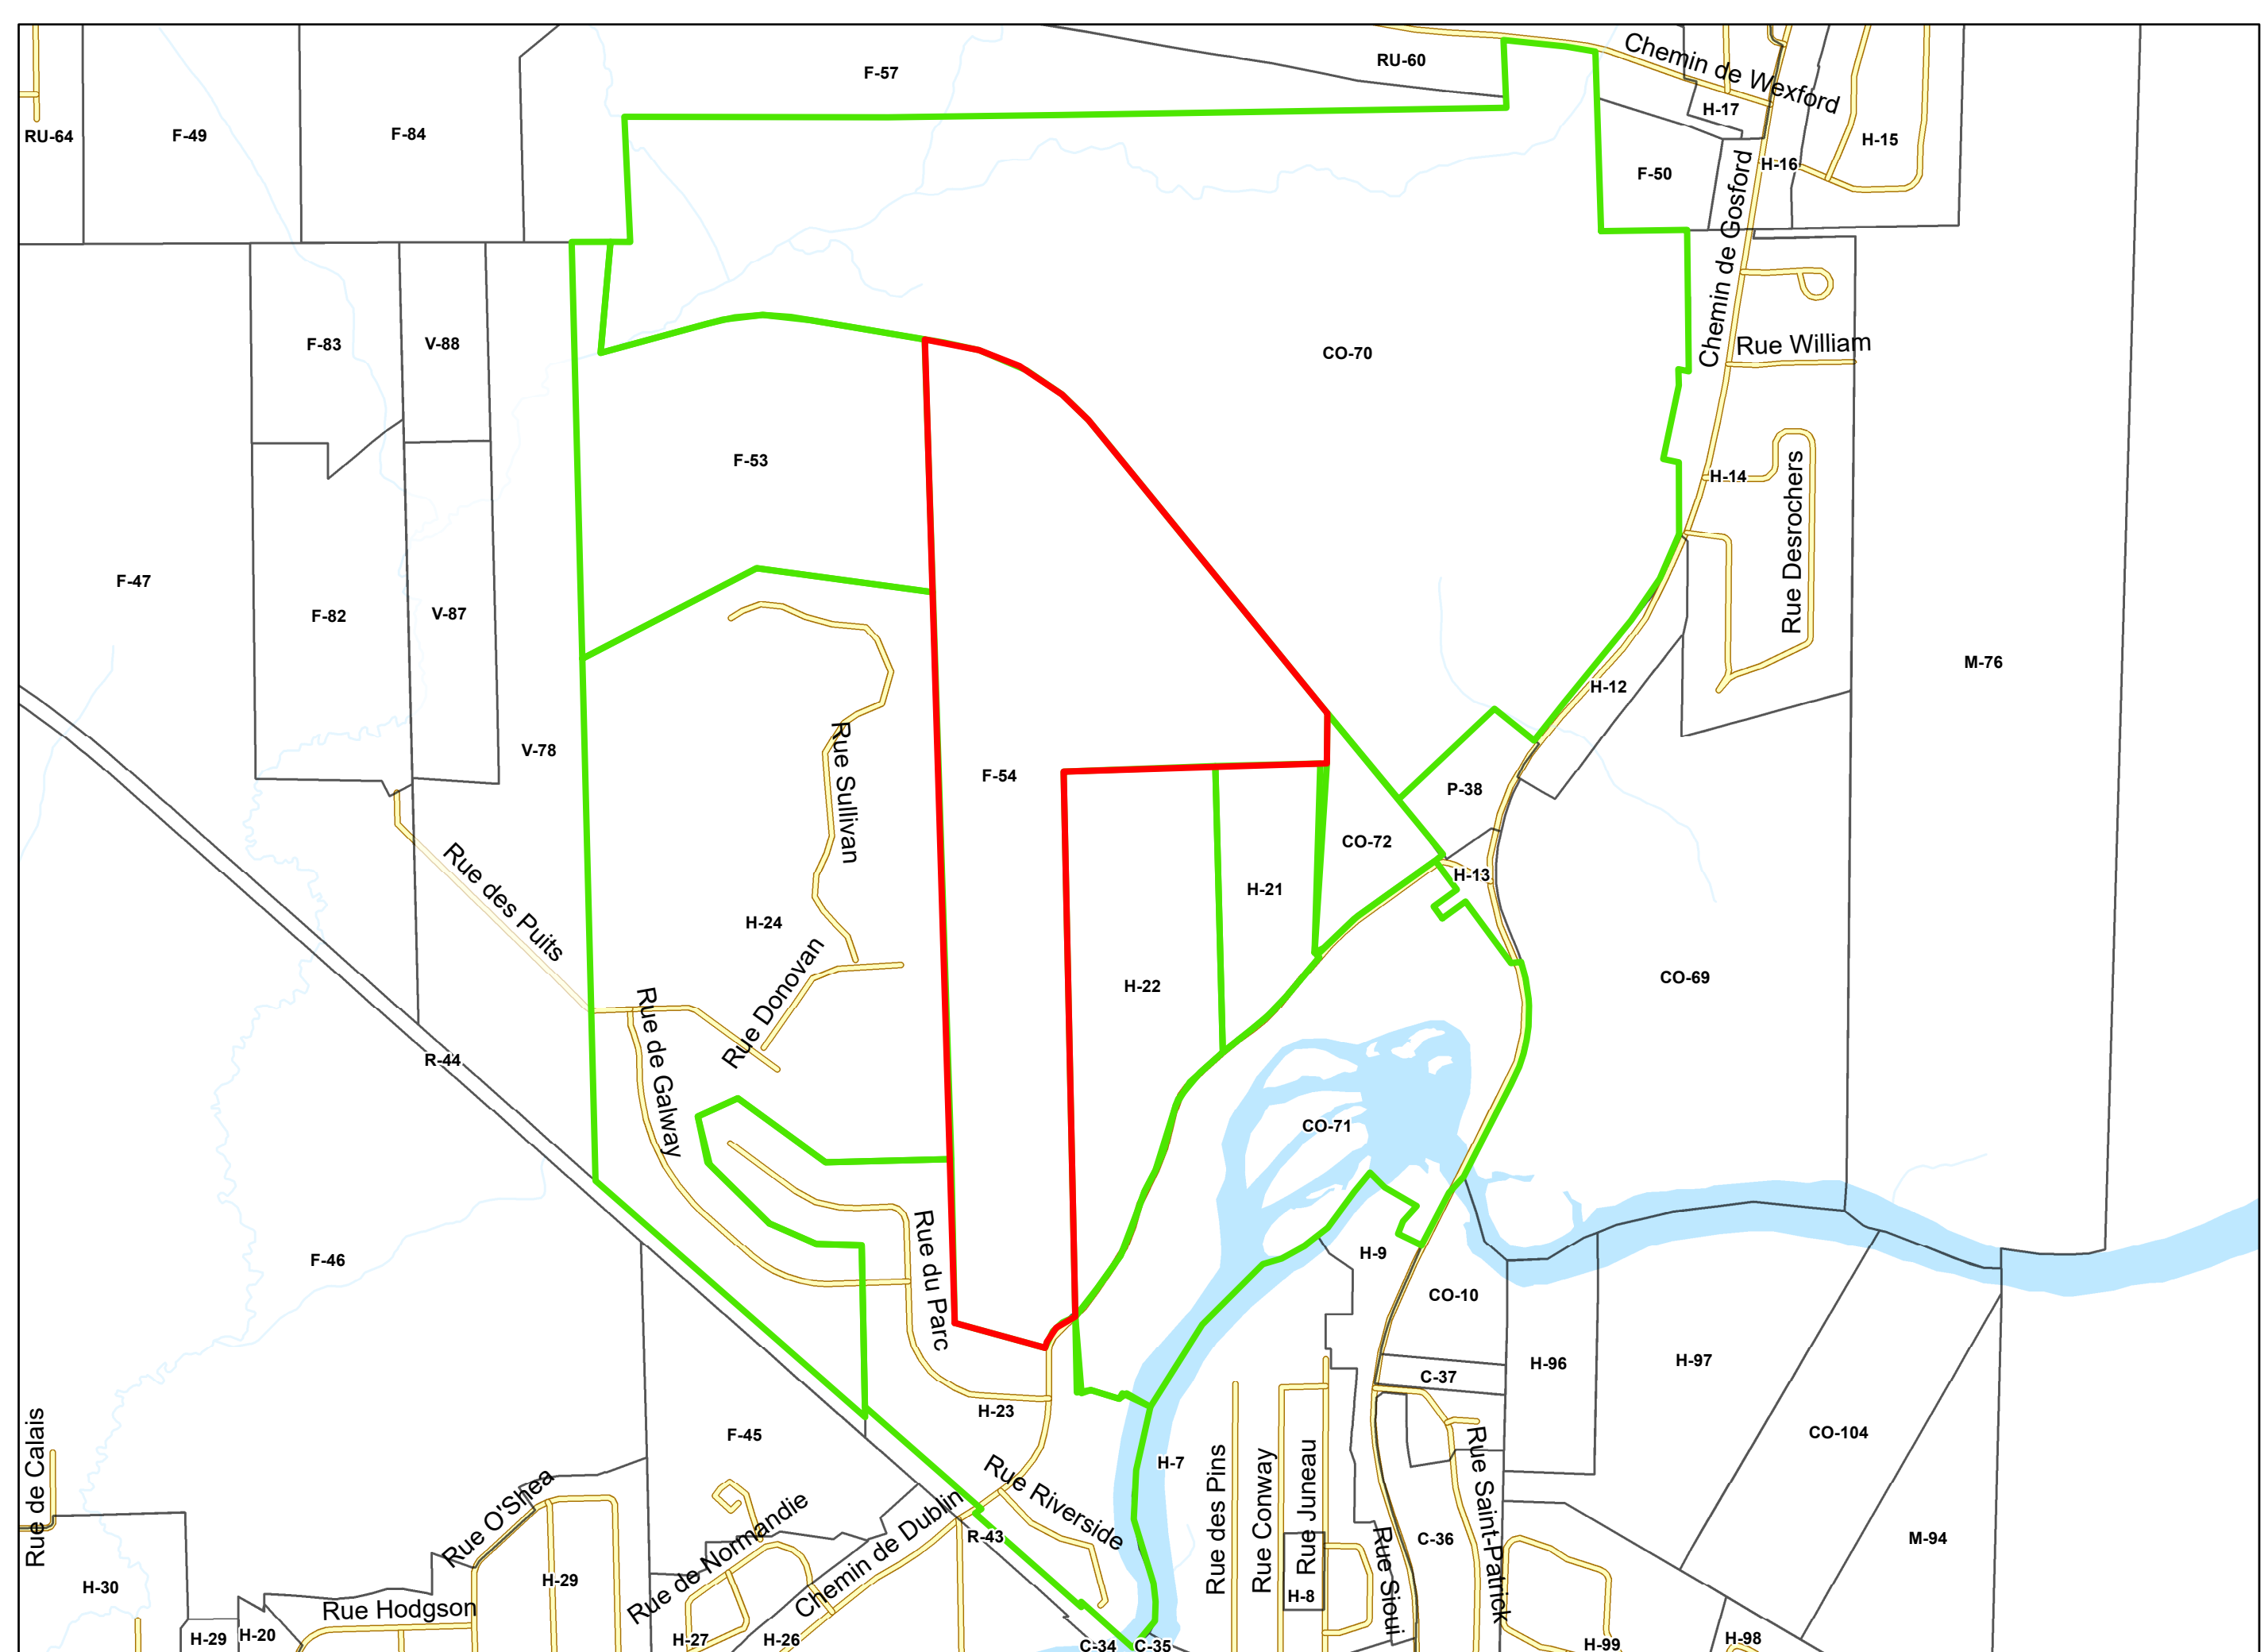 F-57
RU-60
Chemin de Wexford
H-17
RU-64
F-49
F-84
H-15
H-16
F-50
Chemin de Gosford
F-83
V-88
CO-70
Rue William
F-53
H-14
Rue Desrochers
F-47
F-82
V-87
M-76
H-12
Rue Sullivan
V-78
F-54
P-38
CO-72
H-13
Rue des Puits
H-21
H-24
Rue Donovan
H-22
CO-69
Rue de Galway
R-44
CO-71
Rue du Parc
F-46
H-9
CO-10
H-96
H-97
C-37
H-23
F-45
CO-104
Rue de Calais
H-7
Rue des Pins
Rue Conway
Rue Juneau
Rue Saint-Patrick
Rue O'Shea
Rue de Normandie
Chemin de Dublin
Rue Riverside
R-43
Rue Sioui
C-36
M-94
H-30
H-29
H-8
Rue Hodgson
H-29
H-20
H-27
H-26
C-34
C-35
H-99
H-98